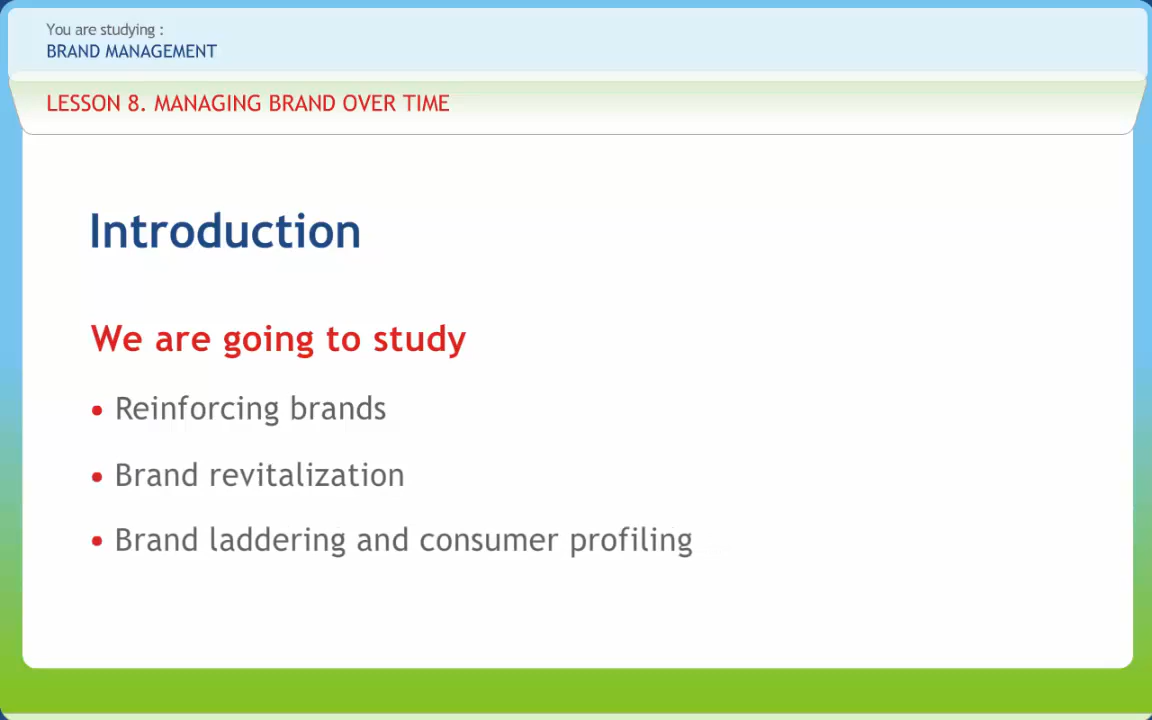 You are studying :
BRAND MANAGEMENT
LESSON 8. MANAGING BRAND OVER TIME
Introduction
We are going to study
• Reinforcing brands
• Brand revitalization
• Brand laddering and consumer profiling